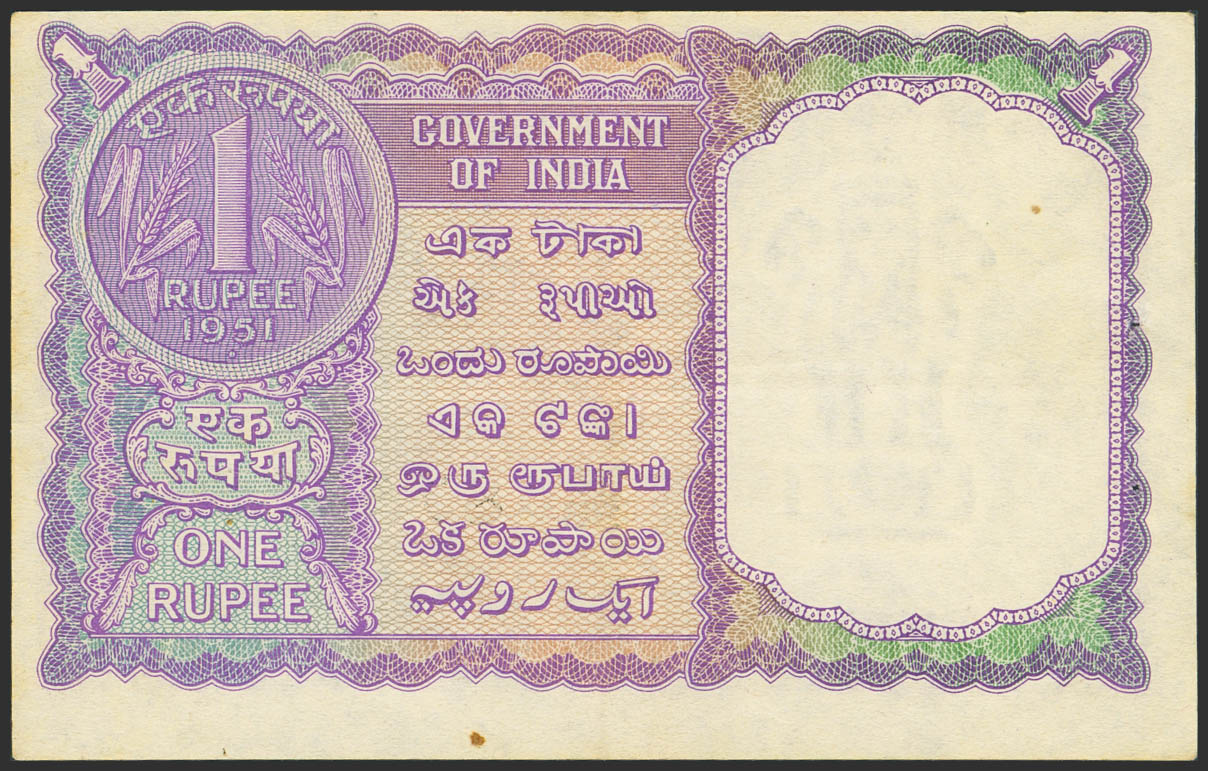 एक रुपया
1
RUPEE
1951
एक
रुपया
ONE
RUPEE
GOVERNMENT
OF INDIA
এক টাকা
એક રૂપીઓ
ಒಂದು ರೂಪಾಯಿ
ଏକ ଟଙ୍କା
ஒரு ரூபாய்
ఒక రూపాయి
ایک روپیہ